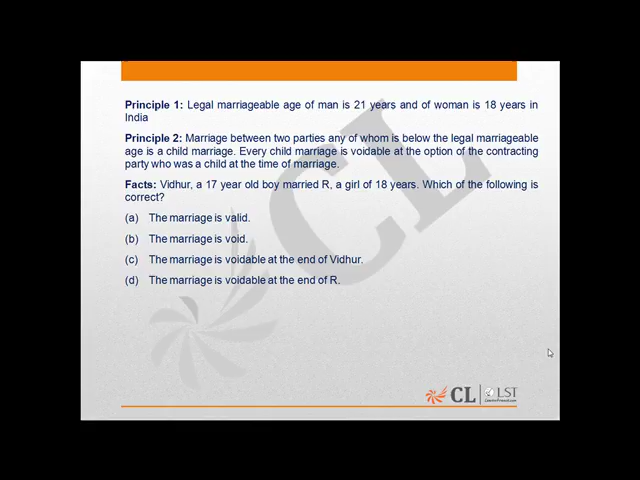 Principle 1: Legal marriageable age of man is 21 years and of woman is 18 years in
India
Principle 2: Marriage between two parties any of whom is below the legal marriageable
age is a child marriage. Every child marriage is voidable at the option of the contracting
party who was a child at the time of marriage.
Facts: Vidhur, a 17 year old boy married R, a girl of 18 years. Which of the following is
correct?
(a) The marriage is valid.
(b) The marriage is void.
(c) The marriage is voidable at the end of Vidhur.
(d) The marriage is voidable at the end of R.
CL
CL LST